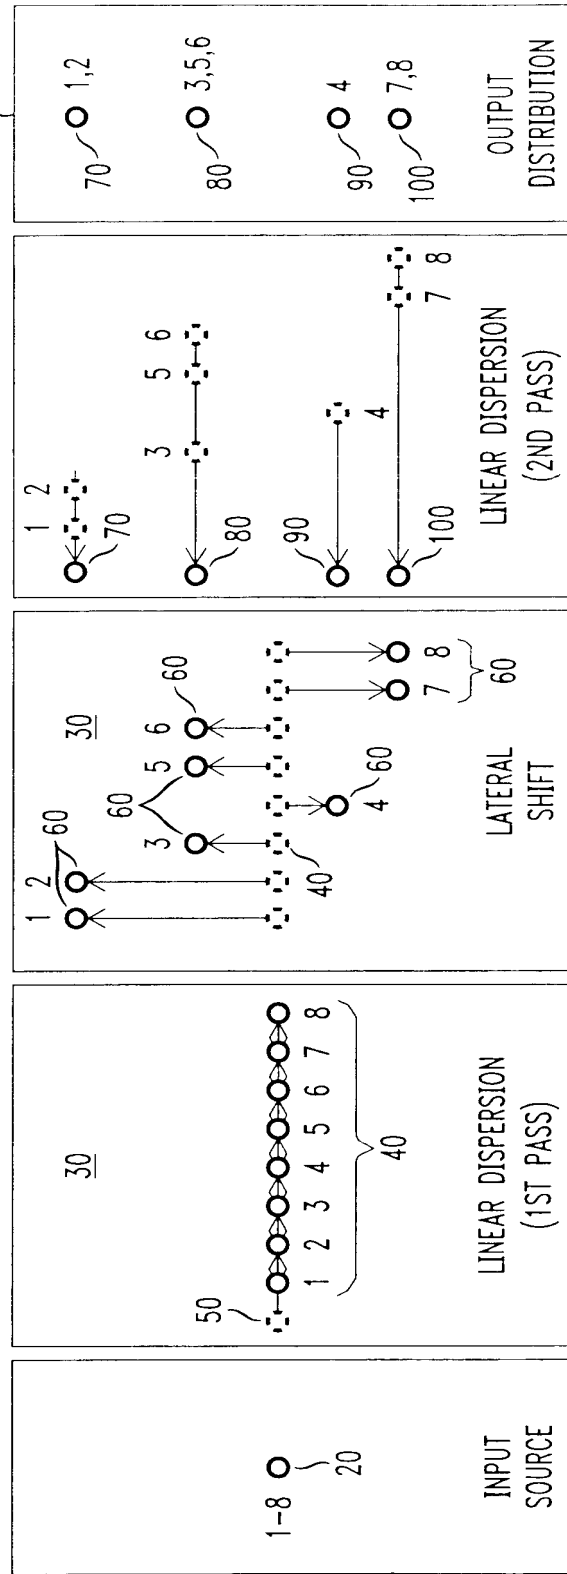 1-8
20
INPUT
SOURCE
30
50
1 2 3 4 5 6 7 8
40
LINEAR DISPERSION
(1ST PASS)
1 2 60
30
60
60
3 5 6
40
60
4
7 8
60
LATERAL
SHIFT
1 2
70
3 5 6
80
90
4
7 8
100
LINEAR DISPERSION
(2ND PASS)
1,2
70
3,5,6
80
4
90
7,8
100
OUTPUT
DISTRIBUTION